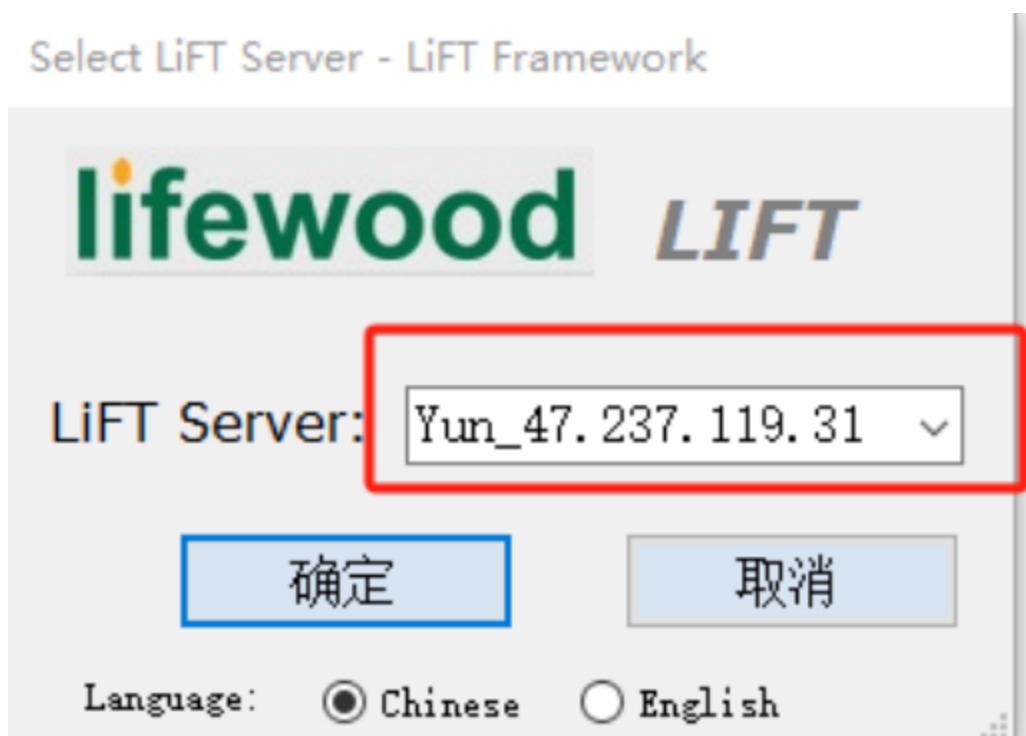 Select LiFT Server - LiFT Framework
lifewood LIFT
LiFT Server: Yun_47.237.119.31
确定 取消
Language: Chinese English